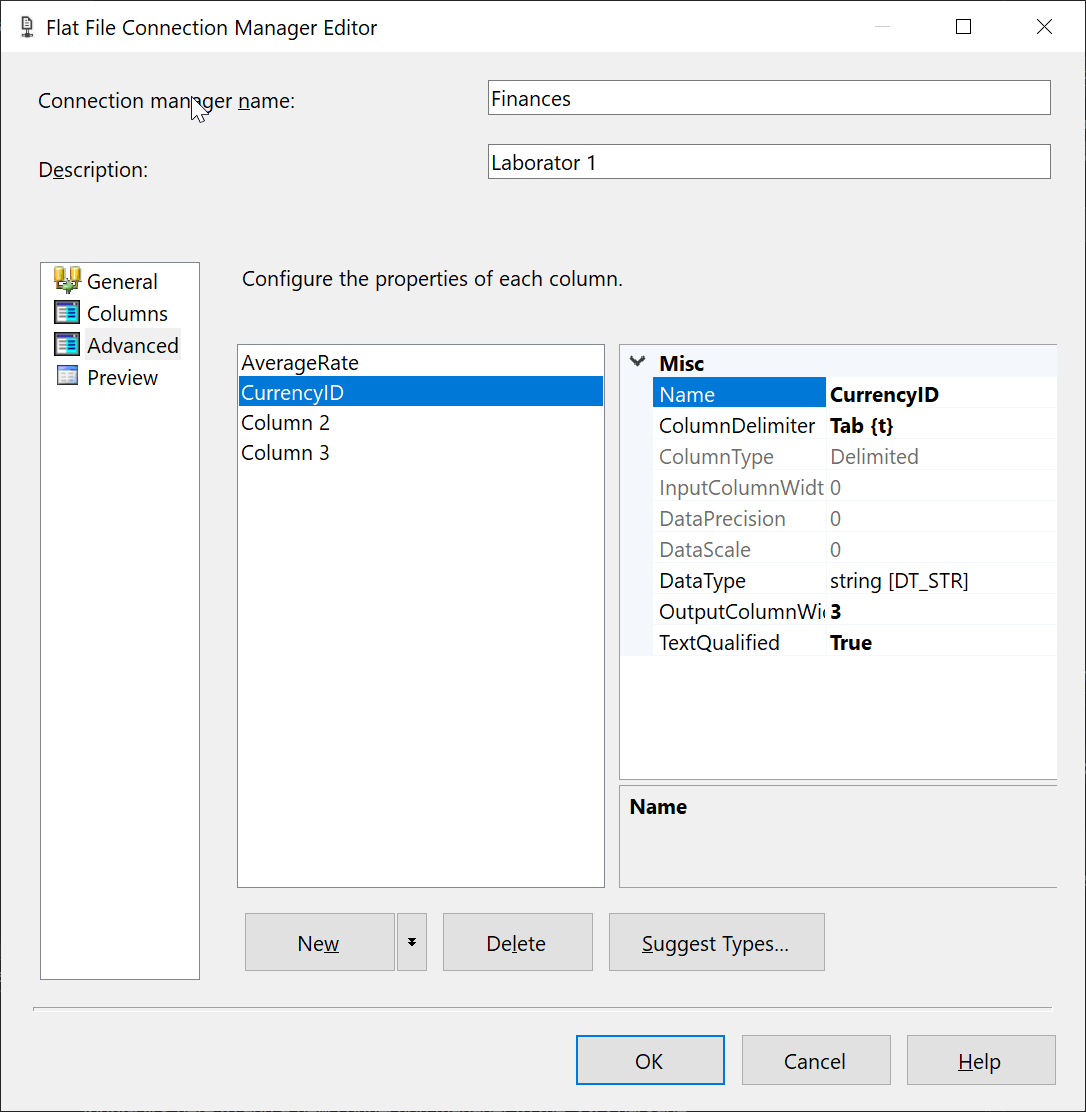 Flat File Connection Manager Editor
Connection manager name:
Finances
Description:
Laborator 1
General
Columns
Advanced
Preview
Configure the properties of each column.
AverageRate
CurrencyID
Column 2
Column 3
Misc
Name CurrencyID
ColumnDelimiter Tab {t}
ColumnType Delimited
InputColumnWidt 0
DataPrecision 0
DataScale 0
DataType string [DT_STR]
OutputColumnWi 3
TextQualified True
Name
New
Delete
Suggest Types...
OK
Cancel
Help